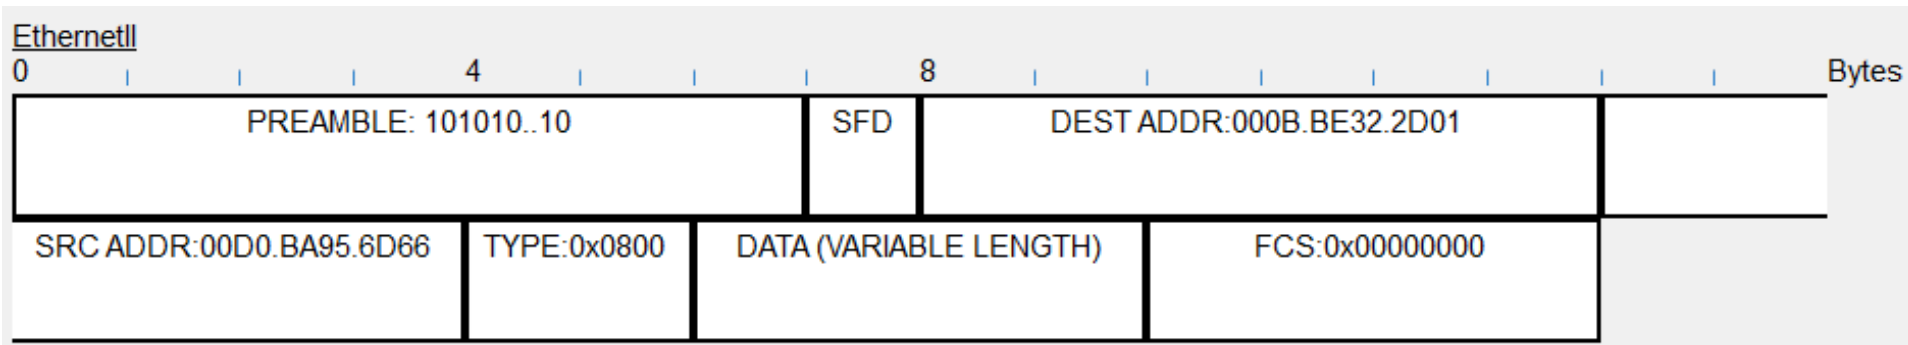 EthernetII
0 4 8 Bytes
PREAMBLE: 101010..10 SFD DEST ADDR:000B.BE32.2D01
SRC ADDR:00D0.BA95.6D66 TYPE:0x0800 DATA (VARIABLE LENGTH) FCS:0x00000000